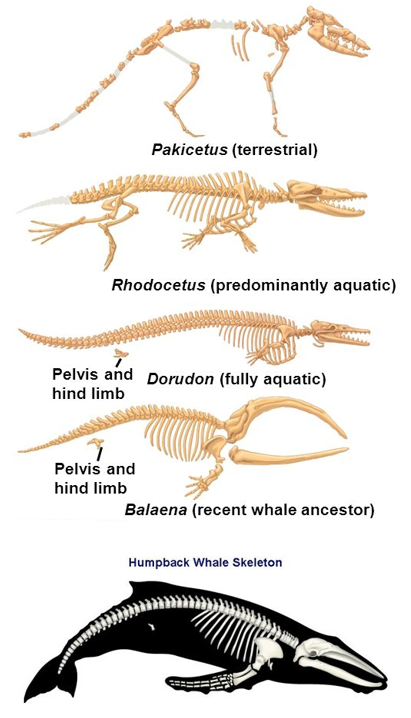 Pakicetus (terrestrial)
Rhodocetus (predominantly aquatic)
Pelvis and
hind limb
Dorudon (fully aquatic)
Pelvis and
hind limb
Balaena (recent whale ancestor)
Humpback Whale Skeleton